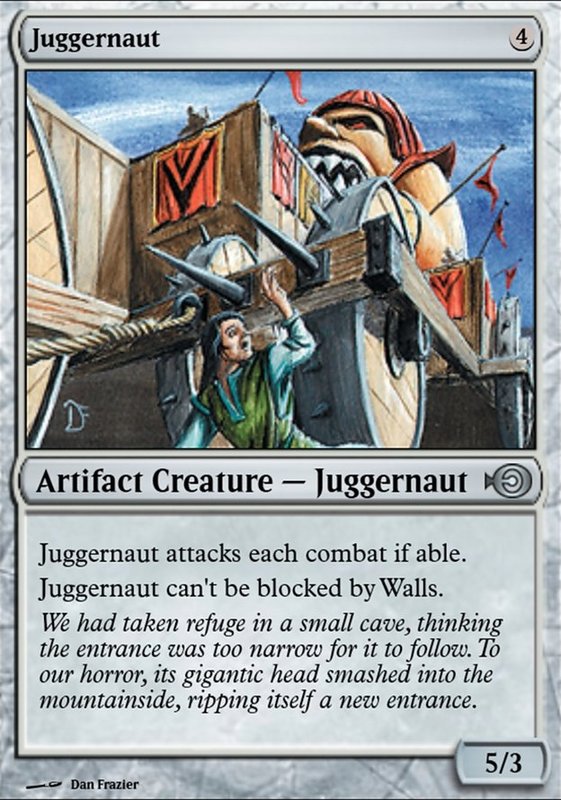 Juggernaut 4
DF
Artifact Creature — Juggernaut
Juggernaut attacks each combat if able.
Juggernaut can't be blocked by Walls.
We had taken refuge in a small cave, thinking
the entrance was too narrow for it to follow. To
our horror, its gigantic head smashed into the
mountainside, ripping itself a new entrance.
5/3
Dan Frazier